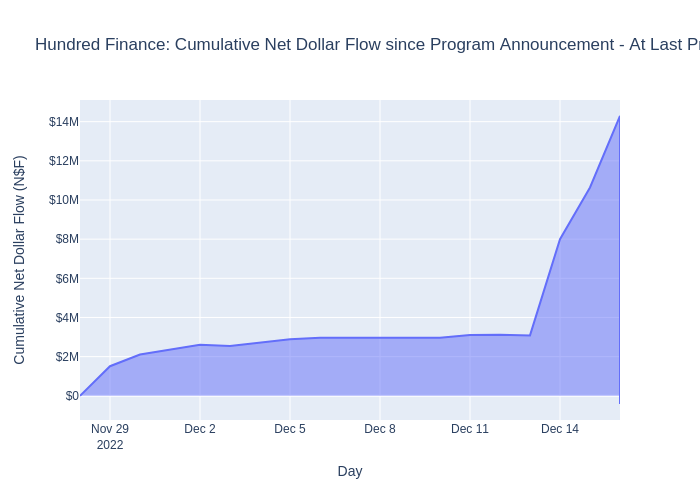 Hundred Finance: Cumulative Net Dollar Flow since Program Announcement - At Last
Cumulative Net Dollar Flow (N$F)
$14M
$12M
$10M
$8M
$6M
$4M
$2M
$0
Nov 29 Dec 2 Dec 5 Dec 8 Dec 11 Dec 14
2022
Day